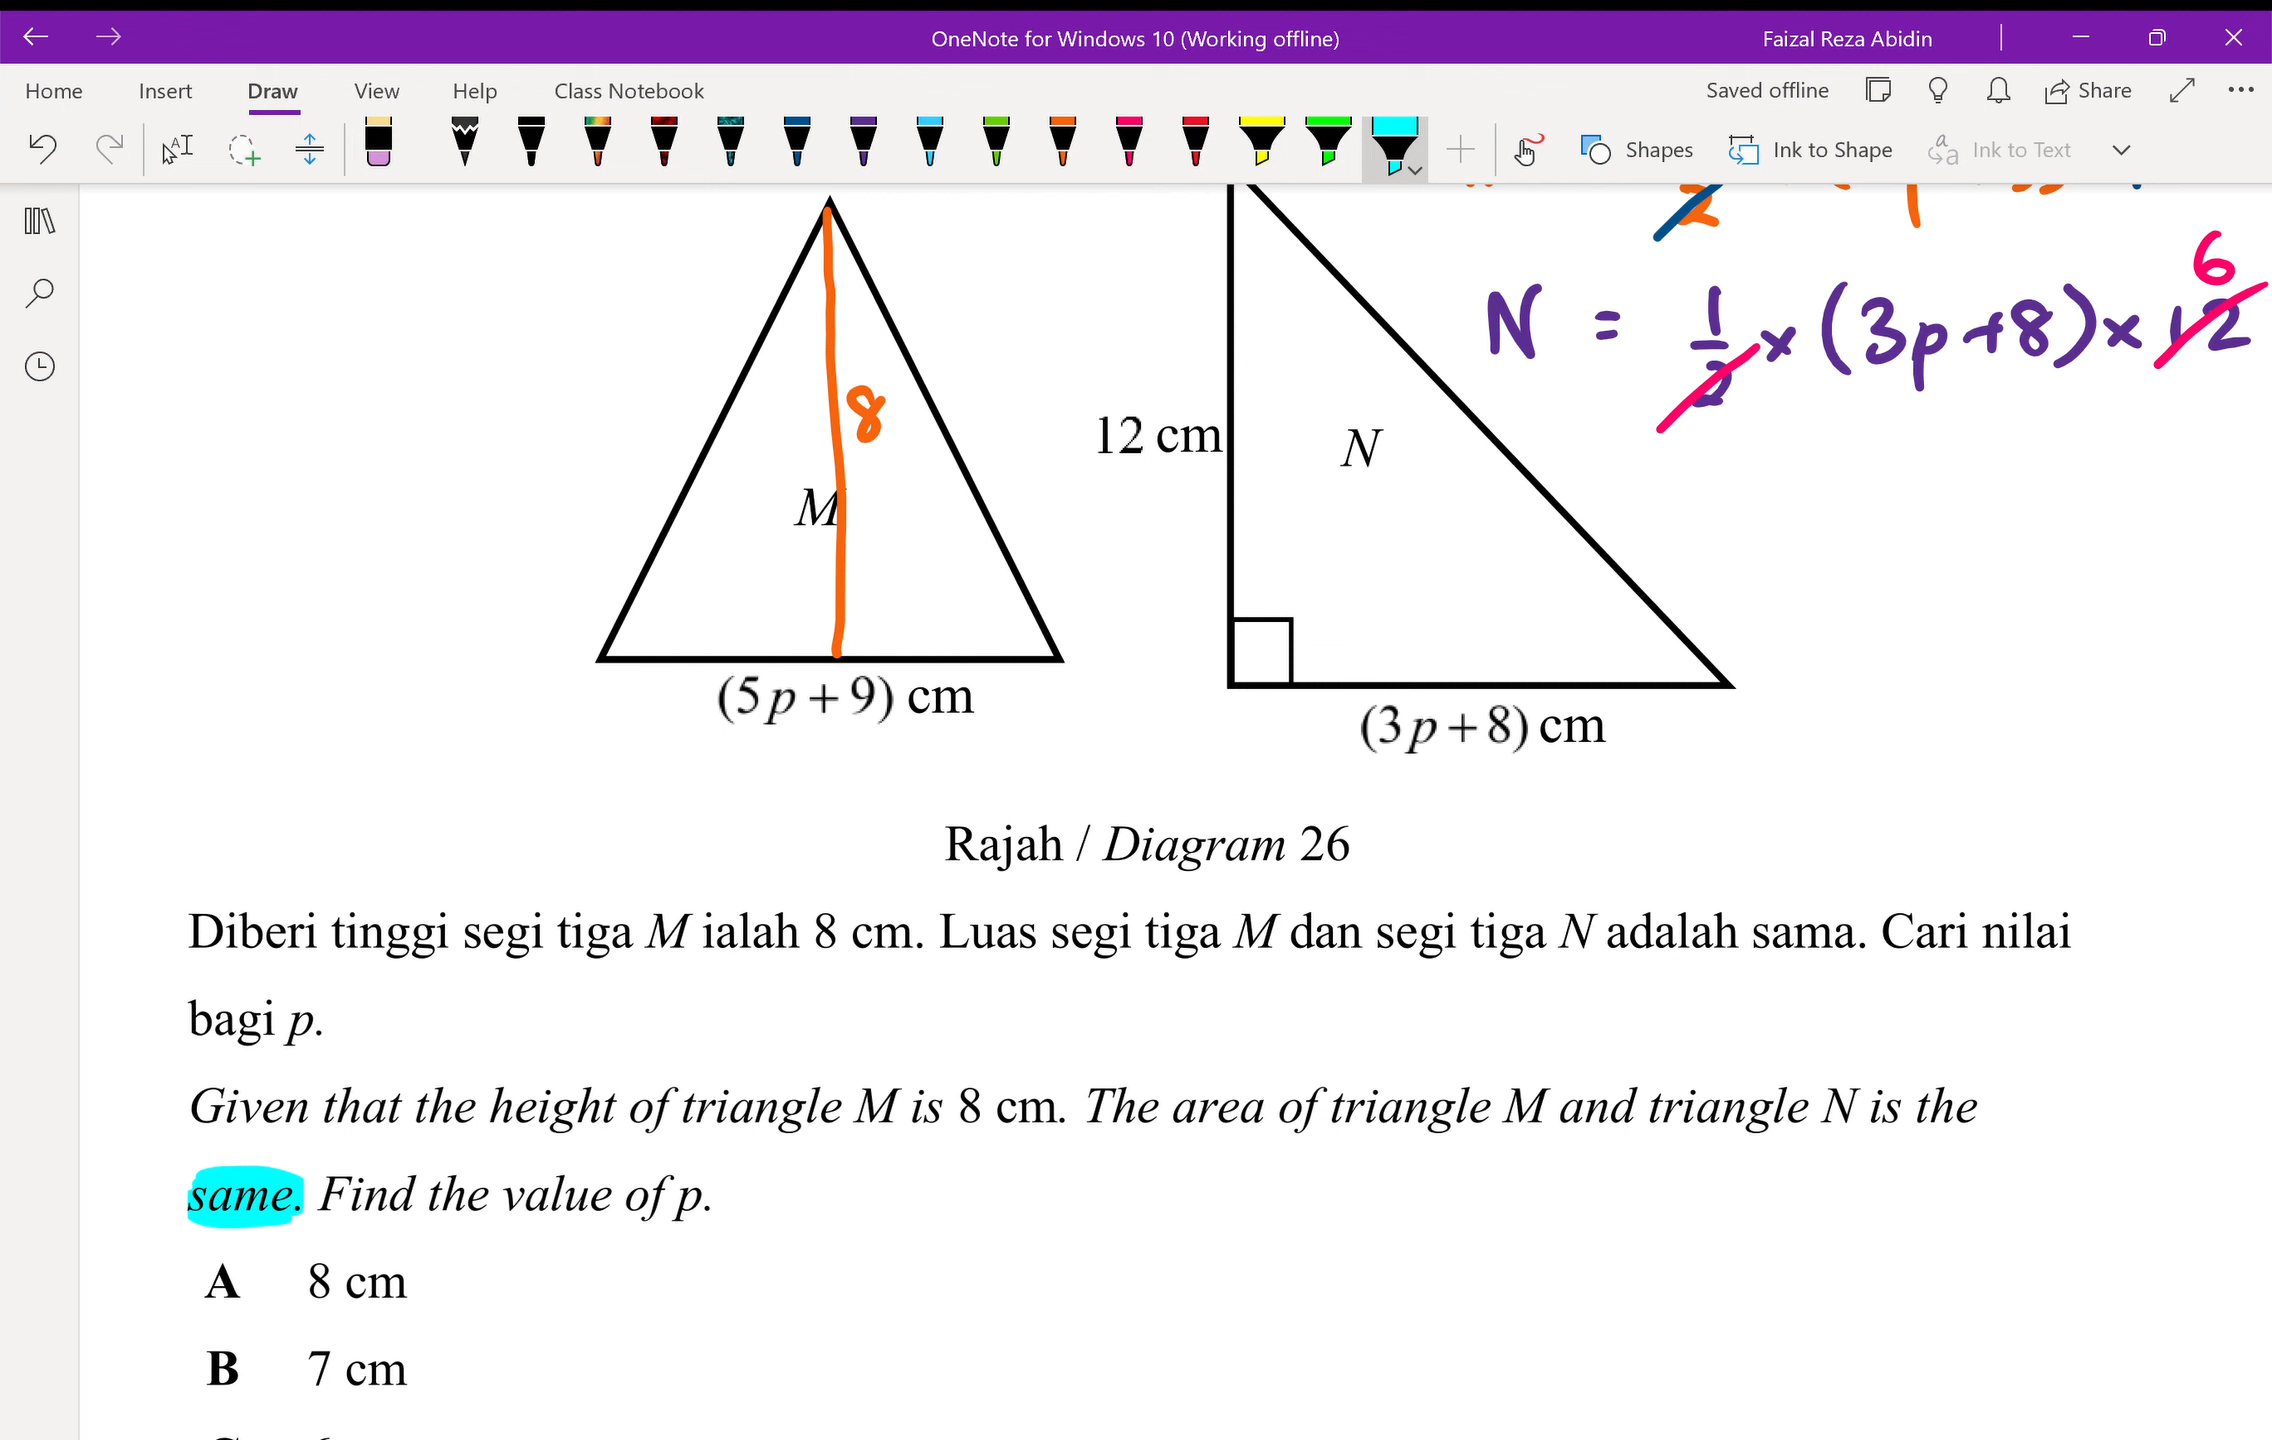 OneNote for Windows 10 (Working offline)
Faizal Reza Abidin
Home Insert Draw View Help Class Notebook
Saved offline Share
Shapes Ink to Shape Ink to Text
6
N = 1/2 × (3p+8) × 12
8
12 cm
N
M
(5p+9) cm
(3p+8) cm
Rajah / Diagram 26
Diberi tinggi segi tiga M ialah 8 cm. Luas segi tiga M dan segi tiga N adalah sama. Cari nilai
bagi p.
Given that the height of triangle M is 8 cm. The area of triangle M and triangle N is the
same. Find the value of p.
A 8 cm
B 7 cm